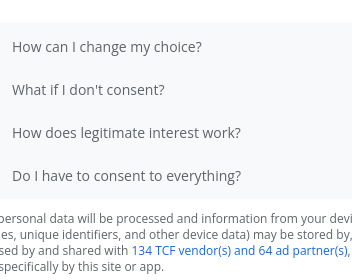 How can I change my choice?
What if I don't consent?
How does legitimate interest work?
Do I have to consent to everything?
personal data will be processed and information from your
es, unique identifiers, and other device data) may be stored by,
sed by and shared with 134 TCF vendor(s) and 64 ad partner(s),
specifically by this site or app.